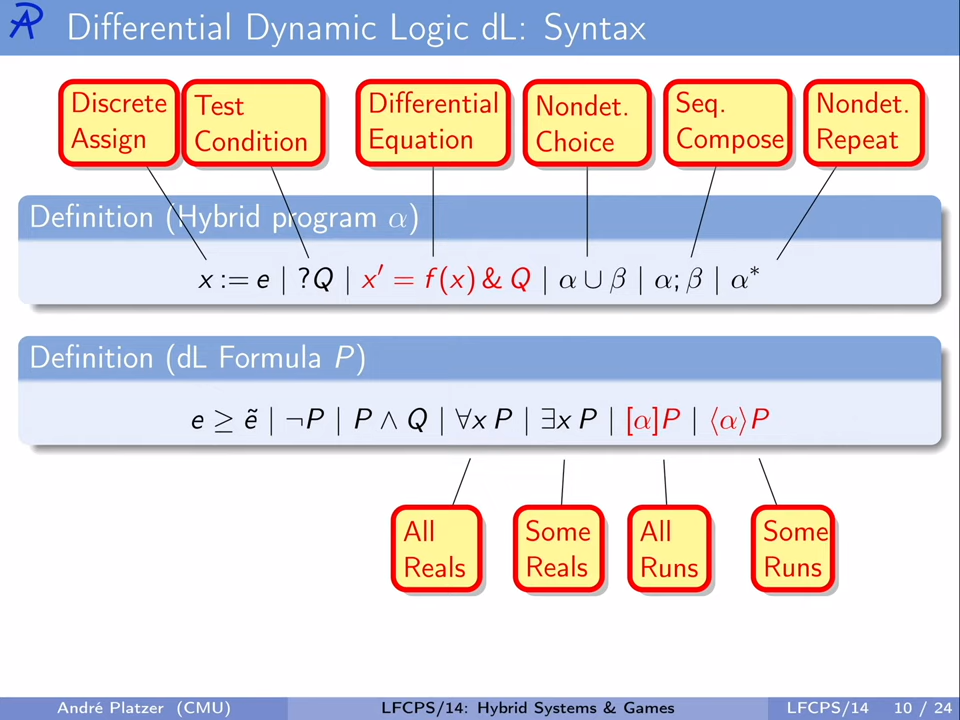 Differential Dynamic Logic dL: Syntax
Discrete Assign
Test Condition
Differential Equation
Nondet. Choice
Seq. Compose
Nondet. Repeat
Definition (Hybrid program α)
x := e | ?Q | x′ = f(x) & Q | α ∪ β | α; β | α*
Definition (dL Formula P)
e ≥ ẽ | ¬P | P ∧ Q | ∀x P | ∃x P | [α]P | ⟨α⟩P
All Reals
Some Reals
All Runs
Some Runs
André Platzer (CMU)
LFCPS/14: Hybrid Systems & Games
LFCPS/14
10 / 24